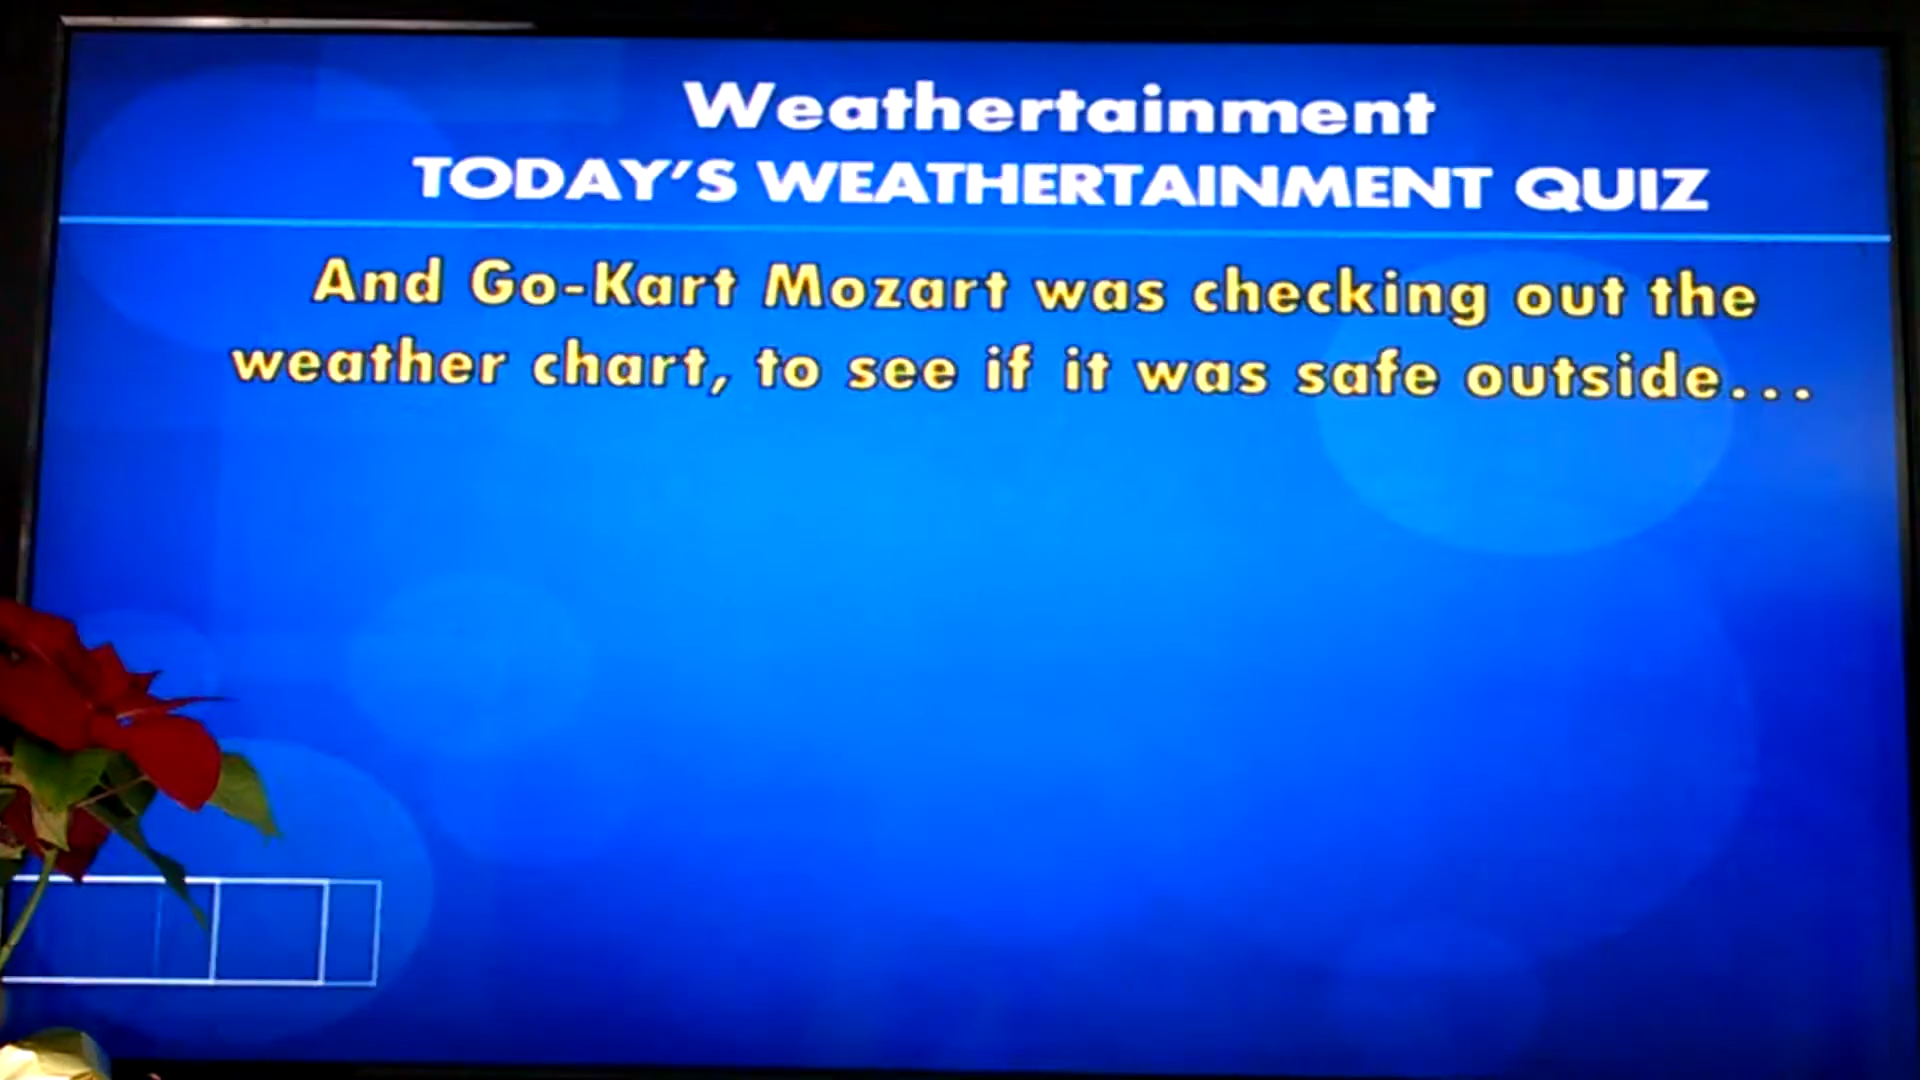 Weathertainment
TODAY'S WEATHERTAINMENT QUIZ
And Go-Kart Mozart was checking out the
weather chart, to see if it was safe outside...